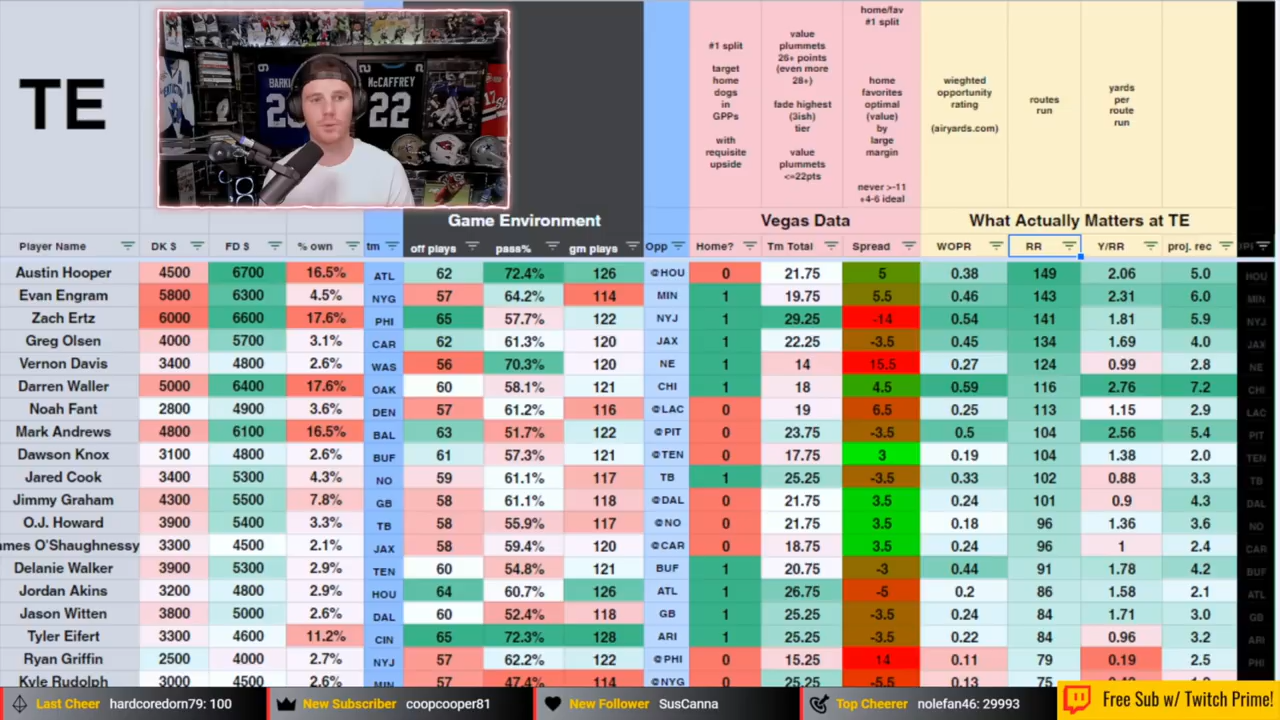 TE
BARKL
McCAFFREY
22
#1 split
target
home
dogs
in
GPPs
with
requisite
upside
value
plummets
26+ points
(even more
28+)
fade highest
(3ish)
tier
value
plummets
<=22pts
home/fav
#1 split
home
favorites
optimal
(value)
by
large
margin
never >-11
+4-6 ideal
wieghted
opportunity
rating
(airyards.com)
routes
run
yards
per
route
run
Game Environment Vegas Data What Actually Matters at TE
Player Name DK $ FD $ % own tm off plays pass% gm plays Opp Home? Tm Total Spread WOPR RR Y/RR proj. rec
Austin Hooper 4500 6700 16.5% ATL 62 72.4% 126 @HOU 0 21.75 5 0.38 149 2.06 5.0 HOU
Evan Engram 5800 6300 4.5% NYG 57 64.2% 114 MIN 1 19.75 5.5 0.46 143 2.31 6.0 MIN
Zach Ertz 6000 6600 17.6% PHI 65 57.7% 122 NYJ 1 29.25 -14 0.54 141 1.81 5.9 NYJ
Greg Olsen 4000 5700 3.1% CAR 62 61.3% 120 JAX 1 22.25 -3.5 0.45 134 1.69 4.0 JAX
Vernon Davis 3400 4800 2.6% WAS 56 70.3% 120 NE 1 14 15.5 0.27 124 0.99 2.8 NE
Darren Waller 5000 6400 17.6% OAK 60 58.1% 121 CHI 1 18 4.5 0.59 116 2.76 7.2 CHI
Noah Fant 2800 4900 3.6% DEN 57 61.2% 116 @LAC 0 19 6.5 0.25 113 1.15 2.9 LAC
Mark Andrews 4800 6100 16.5% BAL 63 51.7% 122 @PIT 0 23.75 -3.5 0.5 104 2.56 5.4 PIT
Dawson Knox 3100 4800 2.6% BUF 61 57.3% 121 @TEN 0 17.75 3 0.19 104 1.38 2.0 TEN
Jared Cook 3400 5300 4.3% NO 59 61.1% 117 TB 1 25.25 -3.5 0.33 102 0.88 3.3 TB
Jimmy Graham 4300 5500 7.8% GB 58 61.1% 118 @DAL 0 21.75 3.5 0.24 101 0.9 4.3 DAL
O.J. Howard 3900 5400 3.3% TB 58 55.9% 117 @NO 0 21.75 3.5 0.18 96 1.36 3.6 NO
mes O'Shaughnessy 3300 4500 2.1% JAX 58 59.4% 120 @CAR 0 18.75 3.5 0.24 96 1 2.4 CAR
Delanie Walker 3900 5300 2.9% TEN 60 54.8% 121 BUF 1 20.75 -3 0.44 91 1.78 4.2 BUF
Jordan Akins 3200 4800 2.9% HOU 64 60.7% 126 ATL 1 26.75 -5 0.2 86 1.58 2.1 ATL
Jason Witten 3800 5000 2.6% DAL 60 52.4% 118 GB 1 25.25 -3.5 0.24 84 1.71 3.0 GB
Tyler Eifert 3300 4600 11.2% CIN 65 72.3% 128 ARI 1 25.25 -3.5 0.22 84 0.96 3.2 ARI
Ryan Griffin 2500 4000 2.7% NYJ 57 62.2% 122 @PHI 0 15.25 14 0.11 79 0.19 2.5 PHI
Kyle Rudolph 3000 4500 2.6% MIN 57 47.4% 114 @NYG 0 25.25 -5.5 0.13 75
Last Cheer hardcoredorn79: 100 New Subscriber coopcooper81 New Follower SusCanna Top Cheerer nolefan46: 29993 Free Sub w/ Twitch Prime!